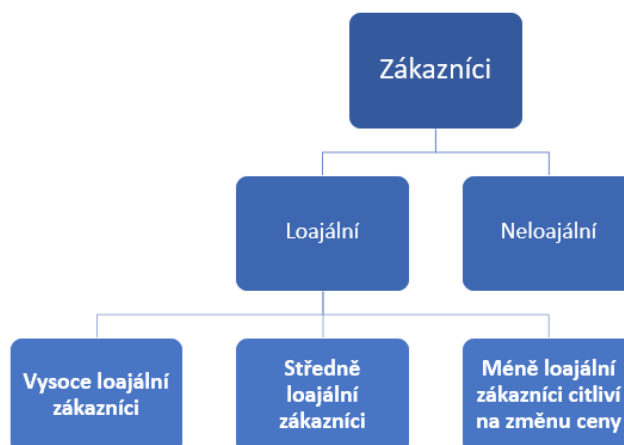 Zákazníci
Loajální
Neloajální
Vysoce loajální
zákazníci
Středně
loajální
zákazníci
Méně loajální
zákazníci citliví
na změnu ceny